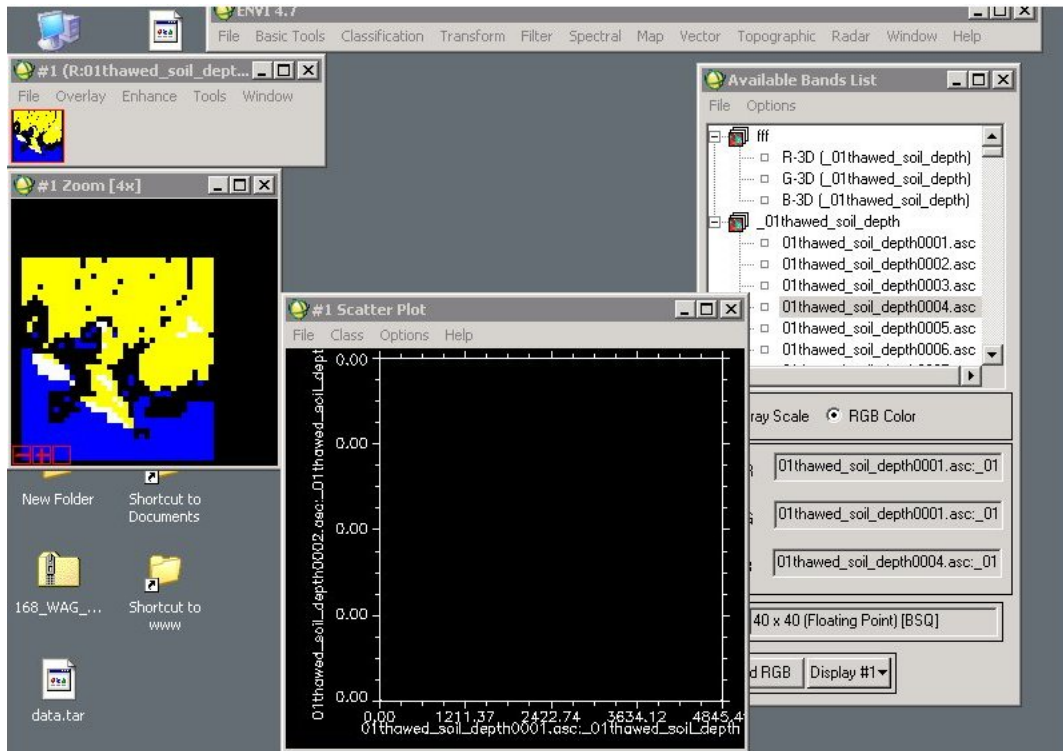 ENVI 4.7
File Basic Tools Classification Transform Filter Spectral Map Vector Topographic Radar Window Help
#1 (R:01thawed_soil_dept...
File Overlay Enhance Tools Window
#1 Zoom [4x]
Available Bands List
File Options
fff
R-3D (_01thawed_soil_depth)
G-3D (_01thawed_soil_depth)
B-3D (_01thawed_soil_depth)
_01thawed_soil_depth
01thawed_soil_depth0001.asc
01thawed_soil_depth0002.asc
01thawed_soil_depth0003.asc
01thawed_soil_depth0004.asc
01thawed_soil_depth0005.asc
01thawed_soil_depth0006.asc
ray Scale RGB Color
R 01thawed_soil_depth0001.asc:_01
G 01thawed_soil_depth0001.asc:_01
01thawed_soil_depth0004.asc:_01
40 x 40 (Floating Point) [BSQ]
d RGB Display #1
#1 Scatter Plot
File Class Options Help
01thawed_soil_depth0002.asc:_01thawed_soil_dept
0.00
0.00
0.00
0.00
0.00
0.00 1211.37 2422.74 3634.12 4845.4
01thawed_soil_depth0001.asc:_01thawed_soil_depth
New Folder
Shortcut to
Documents
168_WAG_...
Shortcut to
www
data.tar